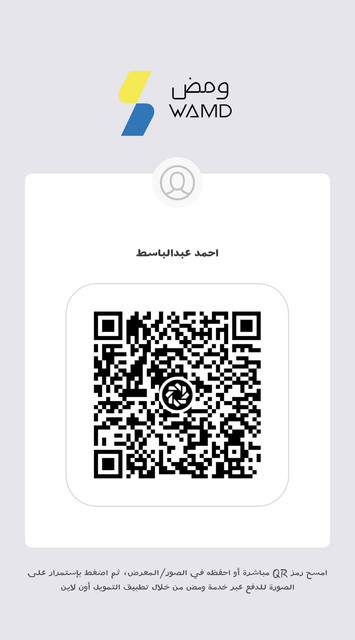 ومض
WAMD
احمد عبدالباسط
امسح رمز QR مباشرة أو احفظه في الصور/المعرض، ثم اضغط بإستمرار على
الصورة للدفع عبر خدمة ومض من خلال تطبيق التمويل أون لاين